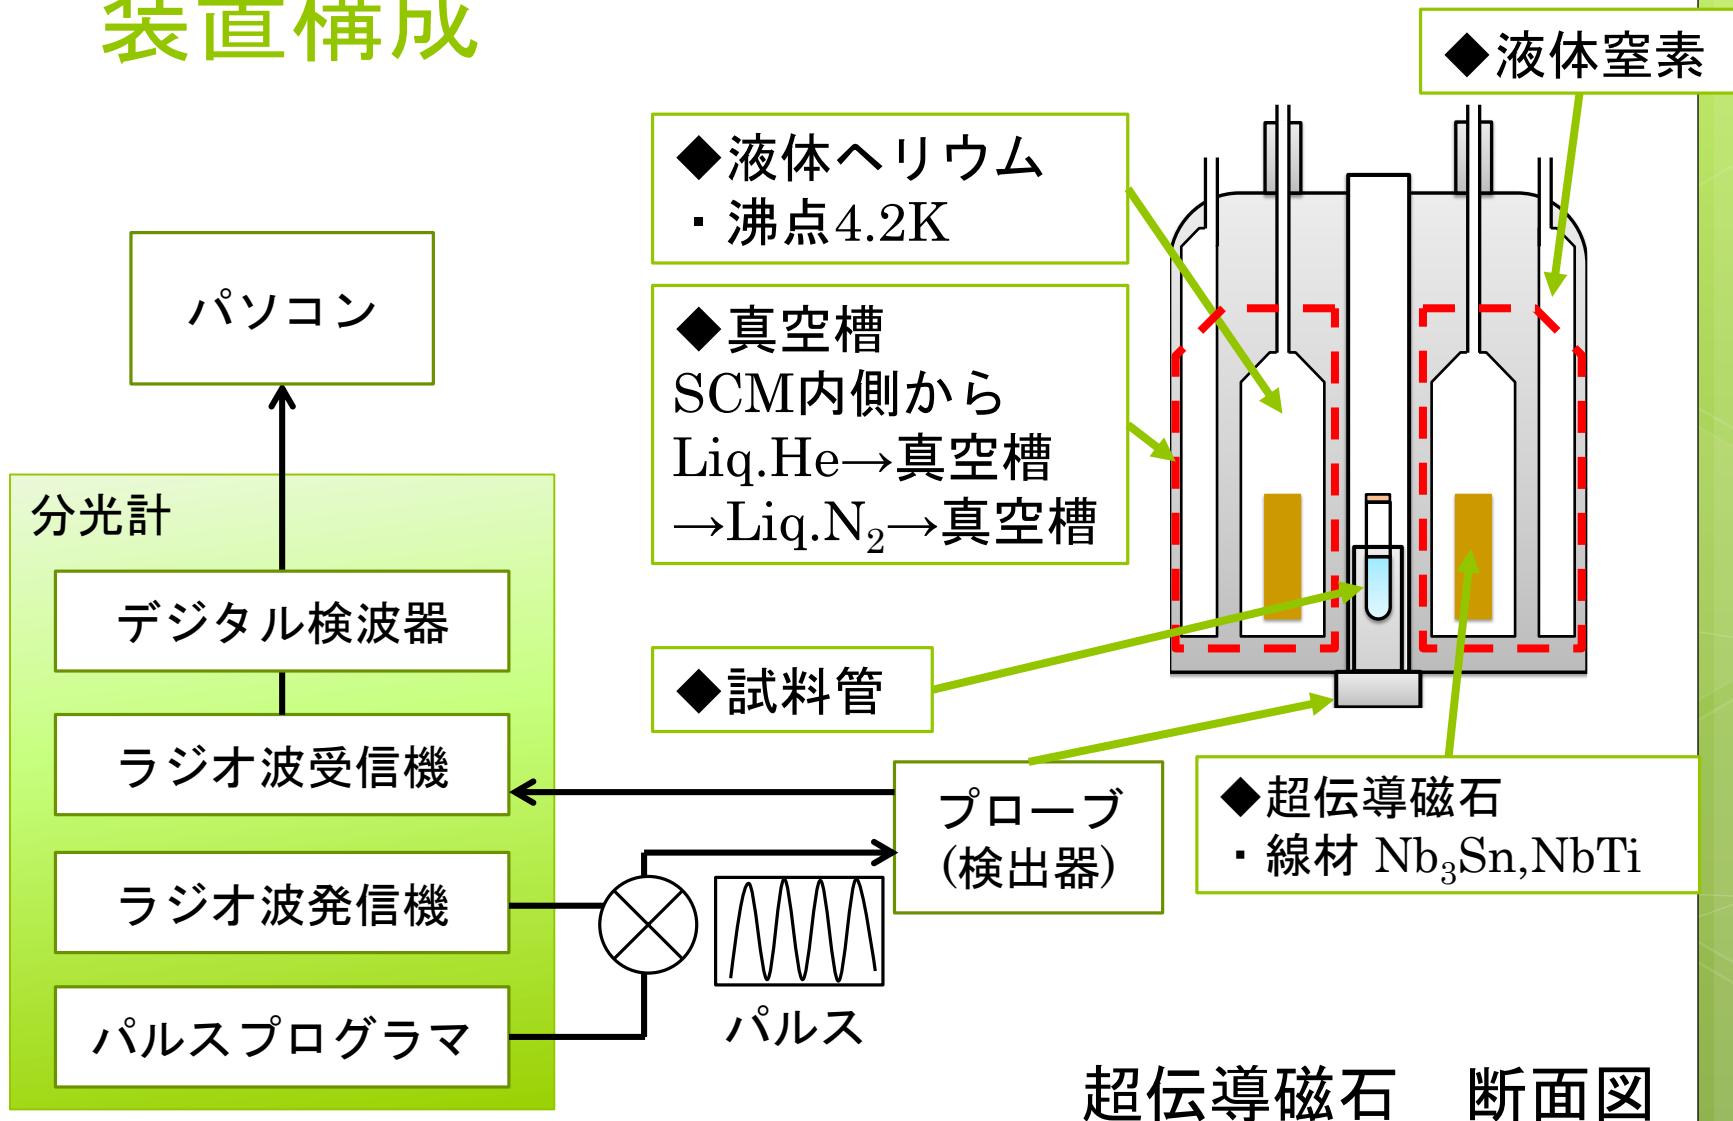 装置構成
◆液体窒素
◆液体ヘリウム
・沸点4.2K
パソコン
◆真空槽
SCM内側から
Liq.He→真空槽
→Liq.N₂→真空槽
分光計
デジタル検波器
◆試料管
ラジオ波受信機
プローブ
(検出器)
◆超伝導磁石
・線材 Nb₃Sn,NbTi
ラジオ波発信機
パルス
パルスプログラマ
超伝導磁石　断面図